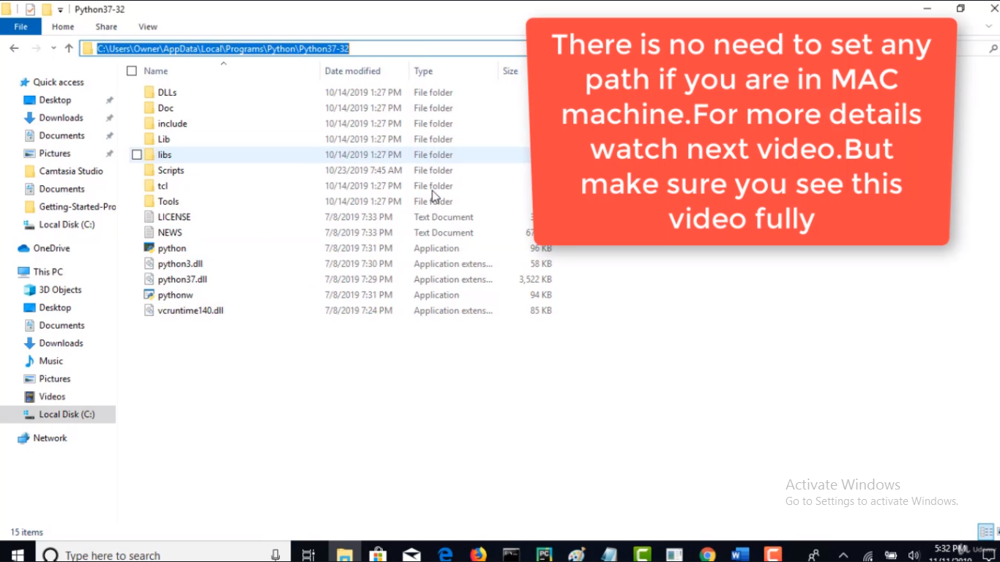 Python37-32
File Home Share View
C:\Users\Owner\AppData\Local\Programs\Python\Python37-32
There is no need to set any
path if you are in MAC
machine.For more details
watch next video.But
make sure you see this
video fully
Name Date modified Type Size
Quick access
Desktop
Downloads
Documents
Pictures
Camtasia Studio
Documents
Getting-Started-Pro
Local Disk (C:)
OneDrive
This PC
3D Objects
Desktop
Documents
Downloads
Music
Pictures
Videos
Local Disk (C:)
Network
DLLs 10/14/2019 1:27 PM File folder
Doc 10/14/2019 1:27 PM File folder
include 10/14/2019 1:27 PM File folder
Lib 10/14/2019 1:27 PM File folder
libs 10/14/2019 1:27 PM File folder
Scripts 10/23/2019 7:45 AM File folder
tcl 10/14/2019 1:27 PM File folder
Tools 10/14/2019 1:27 PM File folder
LICENSE 7/8/2019 7:33 PM Text Document
NEWS 7/8/2019 7:33 PM Text Document
python 7/8/2019 7:31 PM Application 96 KB
python3.dll 7/8/2019 7:30 PM Application extens... 58 KB
python37.dll 7/8/2019 7:29 PM Application extens... 3,522 KB
pythonw 7/8/2019 7:31 PM Application 94 KB
vcruntime140.dll 7/8/2019 7:24 PM Application extens... 85 KB
Activate Windows
Go to Settings to activate Windows.
15 items
Type here to search
5:32 PM
11/11/2019
Udemy